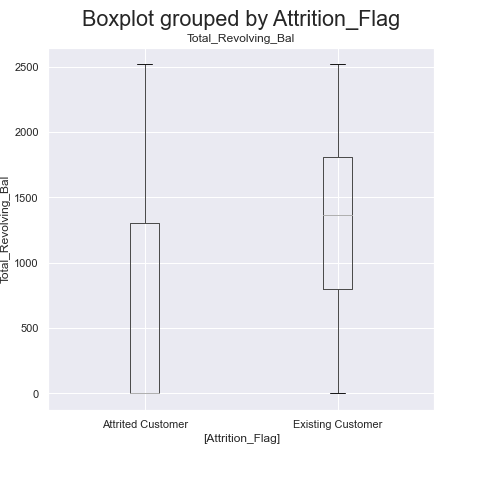 Boxplot grouped by Attrition_Flag
Total_Revolving_Bal
2500
2000
1500
1000
500
0
Total_Revolving_Bal
Attrited Customer
Existing Customer
[Attrition_Flag]